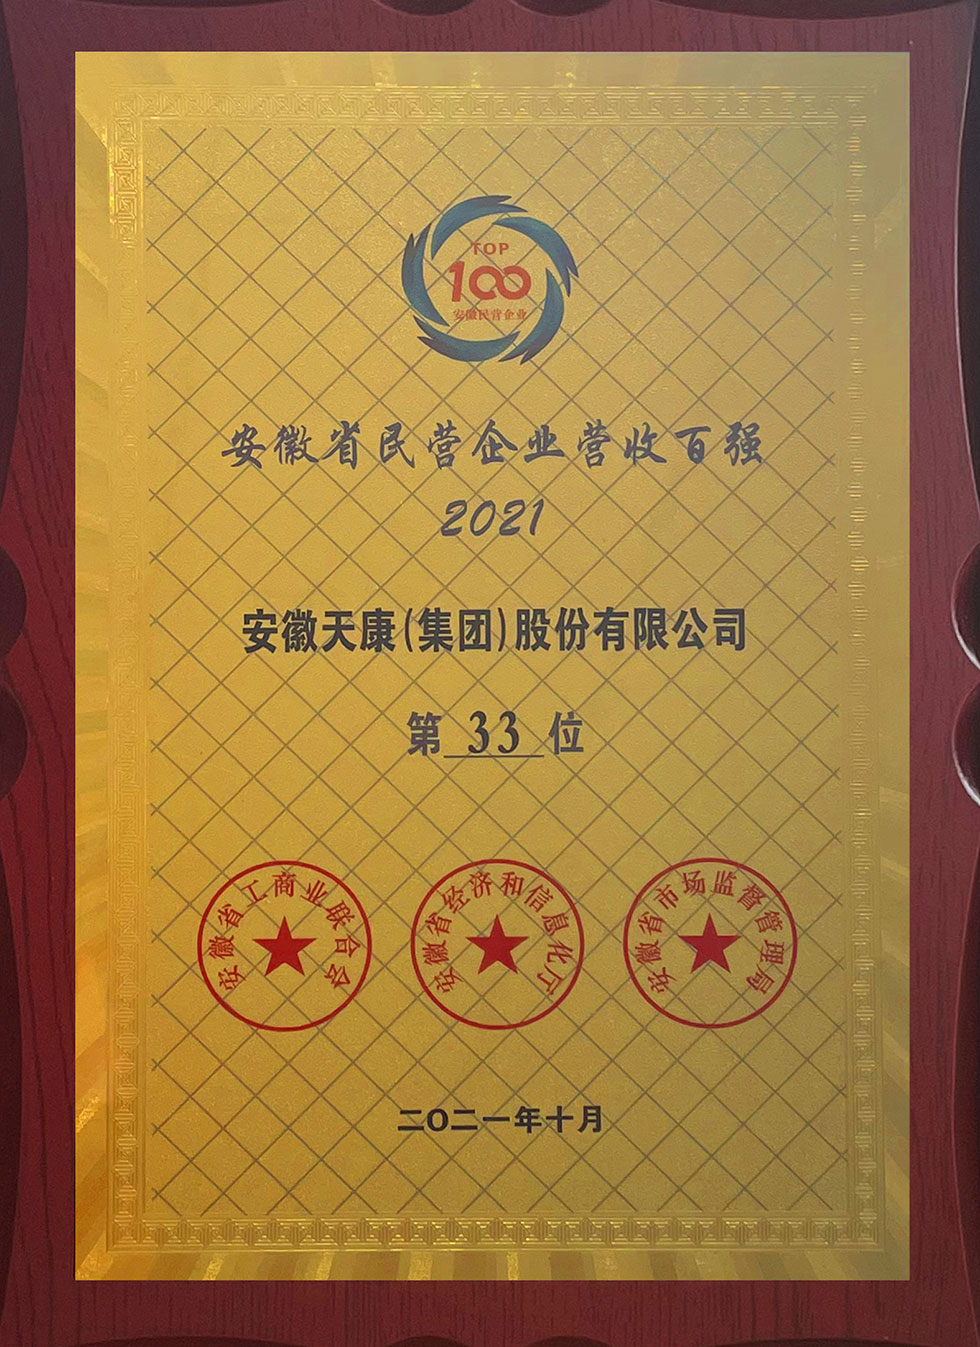 TOP
100
安徽民营企业
安徽省民营企业营收百强
2021
安徽天康(集团)股份有限公司
第 33 位
安徽省工商业联合会
安徽省经济和信息化厅
安徽省市场监督管理局
二〇二一年十月